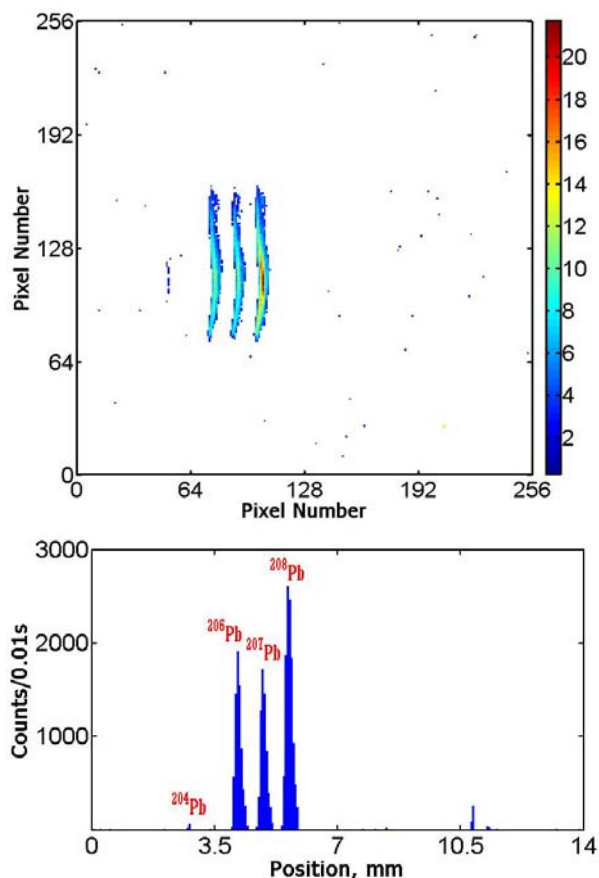 256
192
128
64
0
Pixel Number
0 64 128 192 256
Pixel Number
20
18
16
14
12
10
8
6
4
2
3000
2000
1000
Counts/0.01s
²⁰⁸Pb
²⁰⁶Pb
²⁰⁷Pb
²⁰⁴Pb
0 3.5 7 10.5 14
Position, mm